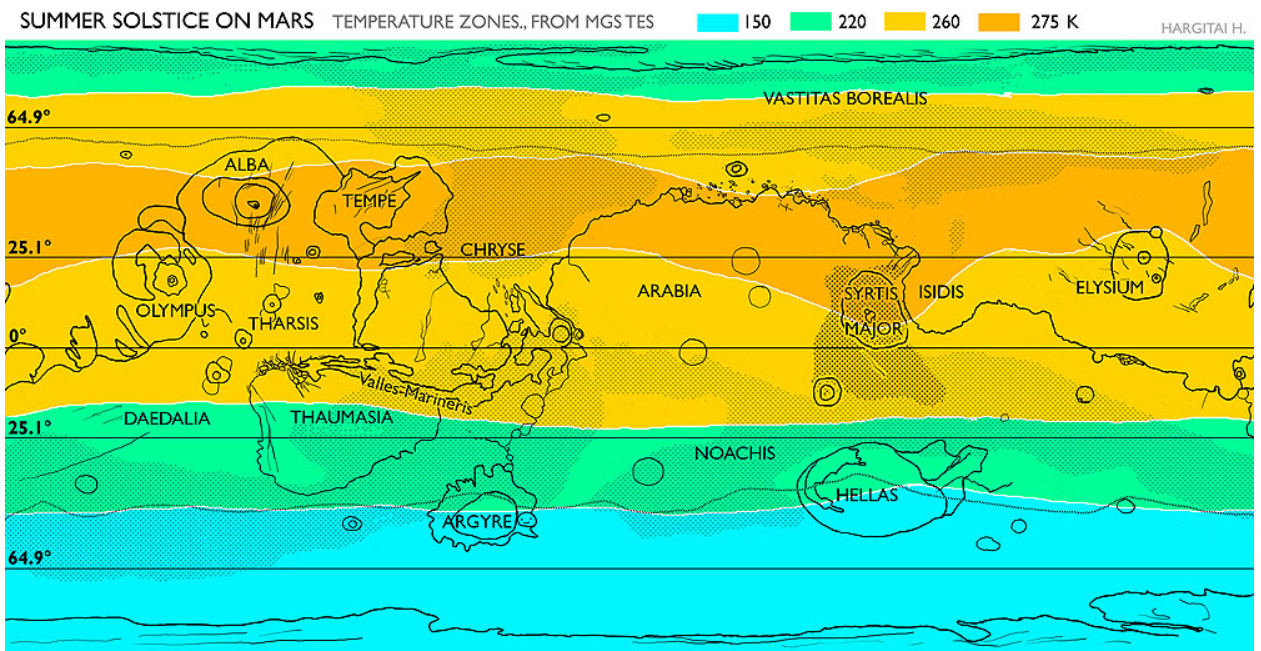 SUMMER SOLSTICE ON MARS TEMPERATURE ZONES., FROM MGS TES 150 220 260 275 K HARGITAI H.
VASTITAS BOREALIS
64.9°
ALBA
TEMPE
25.1°
CHRYSE
ARABIA
SYRTIS
ISIDIS
ELYSIUM
OLYMPUS
THARSIS
MAJOR
0°
Valles-Marineris
DAEDALIA
THAUMASIA
25.1°
NOACHIS
HELLAS
ARGYRE
64.9°